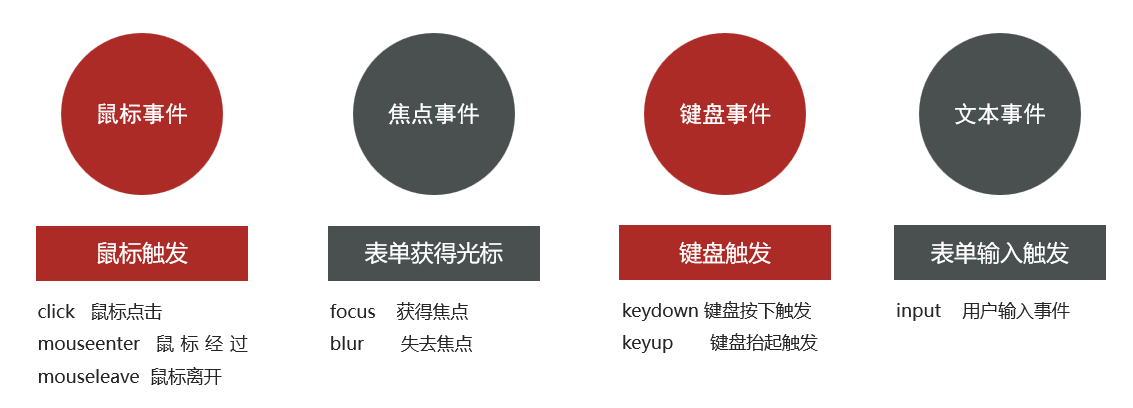 鼠标事件
焦点事件
键盘事件
文本事件
鼠标触发
表单获得光标
键盘触发
表单输入触发
click 鼠标点击
mouseenter 鼠标经过
mouseleave 鼠标离开
focus 获得焦点
blur 失去焦点
keydown 键盘按下触发
keyup 键盘抬起触发
input 用户输入事件